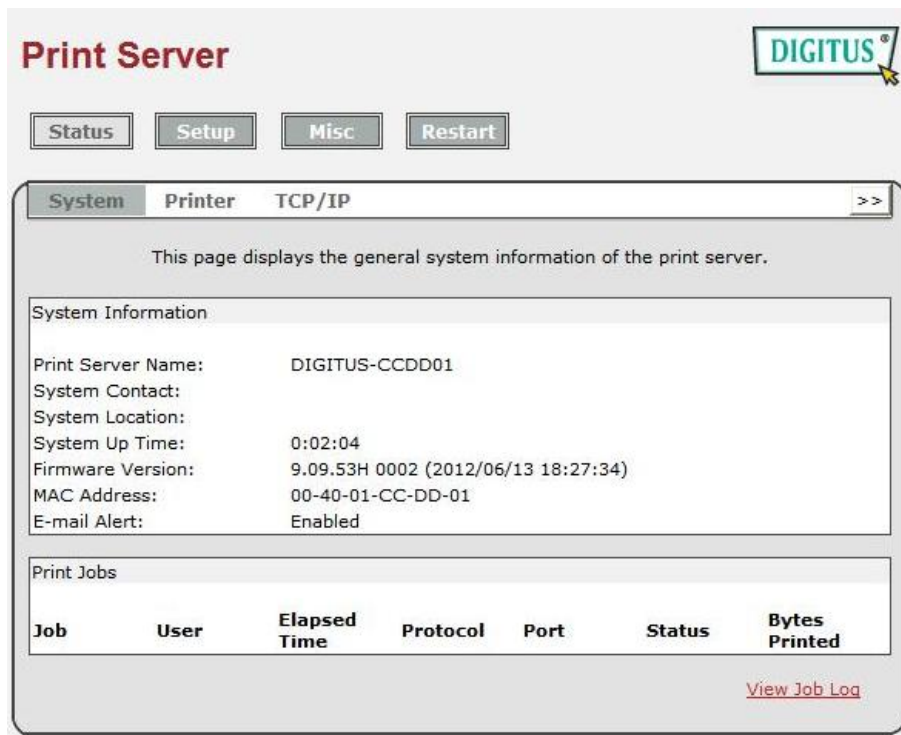 Print Server
DIGITUS®
Status Setup Misc Restart
System Printer TCP/IP >>
This page displays the general system information of the print server.
System Information
Print Server Name: DIGITUS-CCDD01
System Contact:
System Location:
System Up Time: 0:02:04
Firmware Version: 9.09.53H 0002 (2012/06/13 18:27:34)
MAC Address: 00-40-01-CC-DD-01
E-mail Alert: Enabled
Print Jobs
Job User Elapsed Time Protocol Port Status Bytes Printed
View Job Log